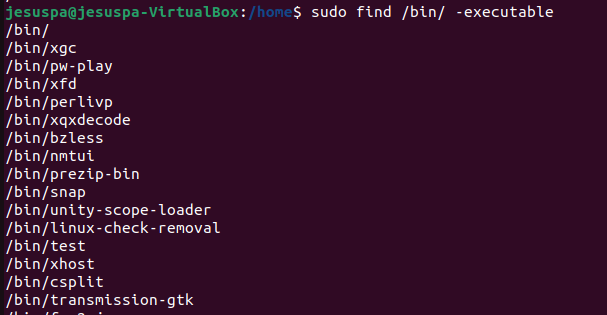 jesuspa@jesuspa-VirtualBox:/home$ sudo find /bin/ -executable
/bin/
/bin/xgc
/bin/pw-play
/bin/xfd
/bin/perlivp
/bin/xqxdecode
/bin/bzless
/bin/nmtui
/bin/prezip-bin
/bin/snap
/bin/unity-scope-loader
/bin/linux-check-removal
/bin/test
/bin/xhost
/bin/csplit
/bin/transmission-gtk